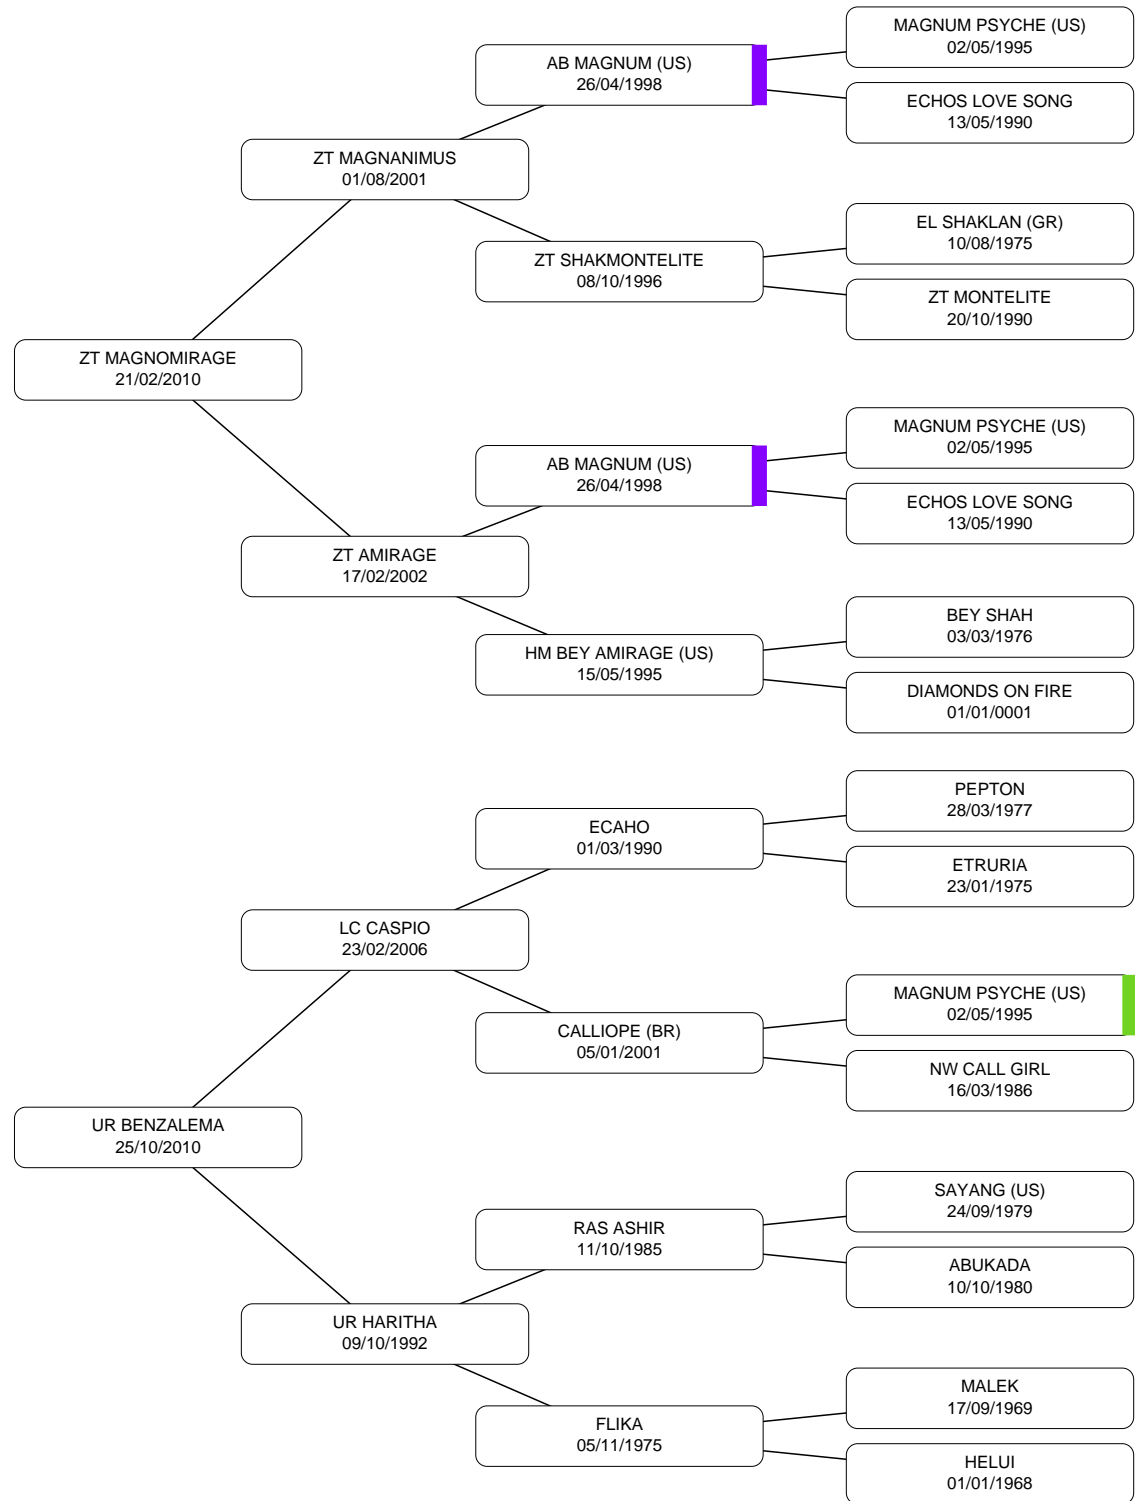 MAGNUM PSYCHE (US)
02/05/1995
AB MAGNUM (US)
26/04/1998
ECHOS LOVE SONG
13/05/1990
ZT MAGNANIMUS
01/08/2001
EL SHAKLAN (GR)
10/08/1975
ZT SHAKMONTELITE
08/10/1996
ZT MONTELITE
20/10/1990
ZT MAGNOMIRAGE
21/02/2010
MAGNUM PSYCHE (US)
02/05/1995
AB MAGNUM (US)
26/04/1998
ECHOS LOVE SONG
13/05/1990
ZT AMIRAGE
17/02/2002
BEY SHAH
03/03/1976
HM BEY AMIRAGE (US)
15/05/1995
DIAMONDS ON FIRE
01/01/0001
PEPTON
28/03/1977
ECAHO
01/03/1990
ETRURIA
23/01/1975
LC CASPIO
23/02/2006
MAGNUM PSYCHE (US)
02/05/1995
CALLIOPE (BR)
05/01/2001
NW CALL GIRL
16/03/1986
UR BENZALEMA
25/10/2010
SAYANG (US)
24/09/1979
RAS ASHIR
11/10/1985
ABUKADA
10/10/1980
UR HARITHA
09/10/1992
MALEK
17/09/1969
FLIKA
05/11/1975
HELUI
01/01/1968